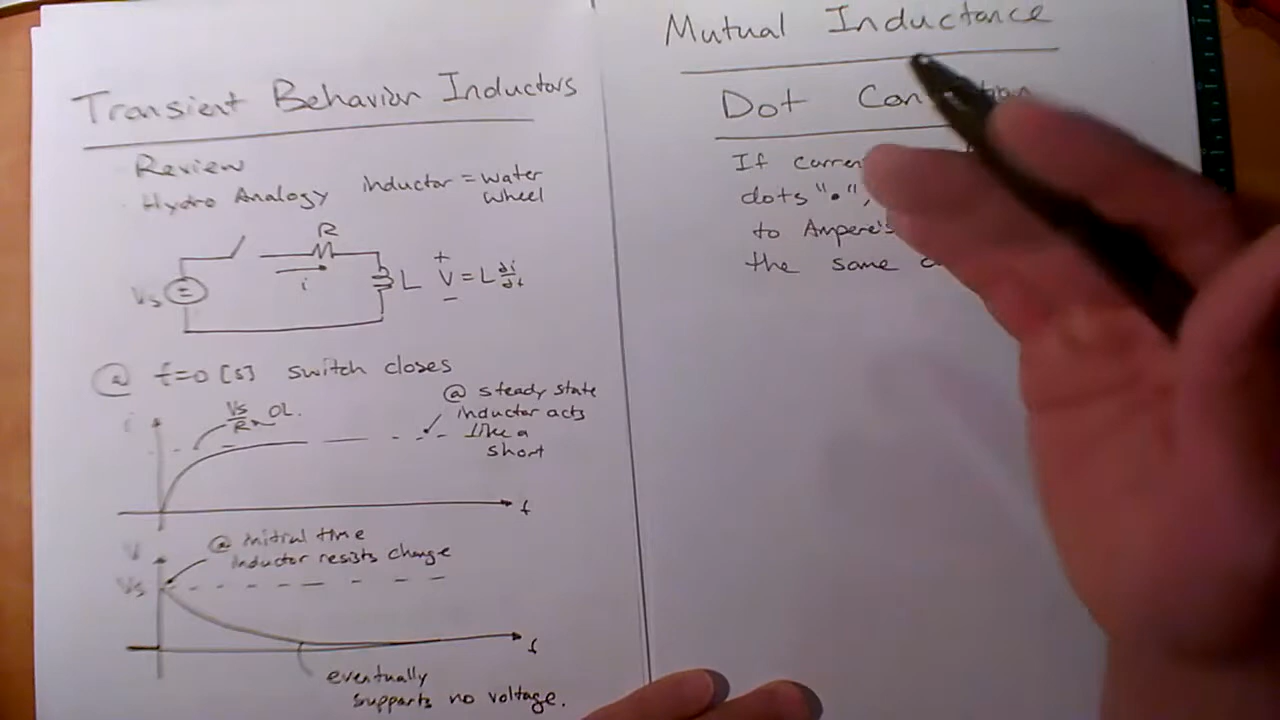 Transient Behavior Inductors
Review
Hydro Analogy inductor = water
wheel
R
Vs
i
L
+
V = L di/dt
-
@ t=0 [s] switch closes
@ steady state
inductor acts
like a
short
i
Vs/R OL.
t
@ initial time
inductor resists change
V
Vs
t
eventually
supports no voltage.
Mutual Inductance
Dot
If
dots "•",
to Ampere's
the same